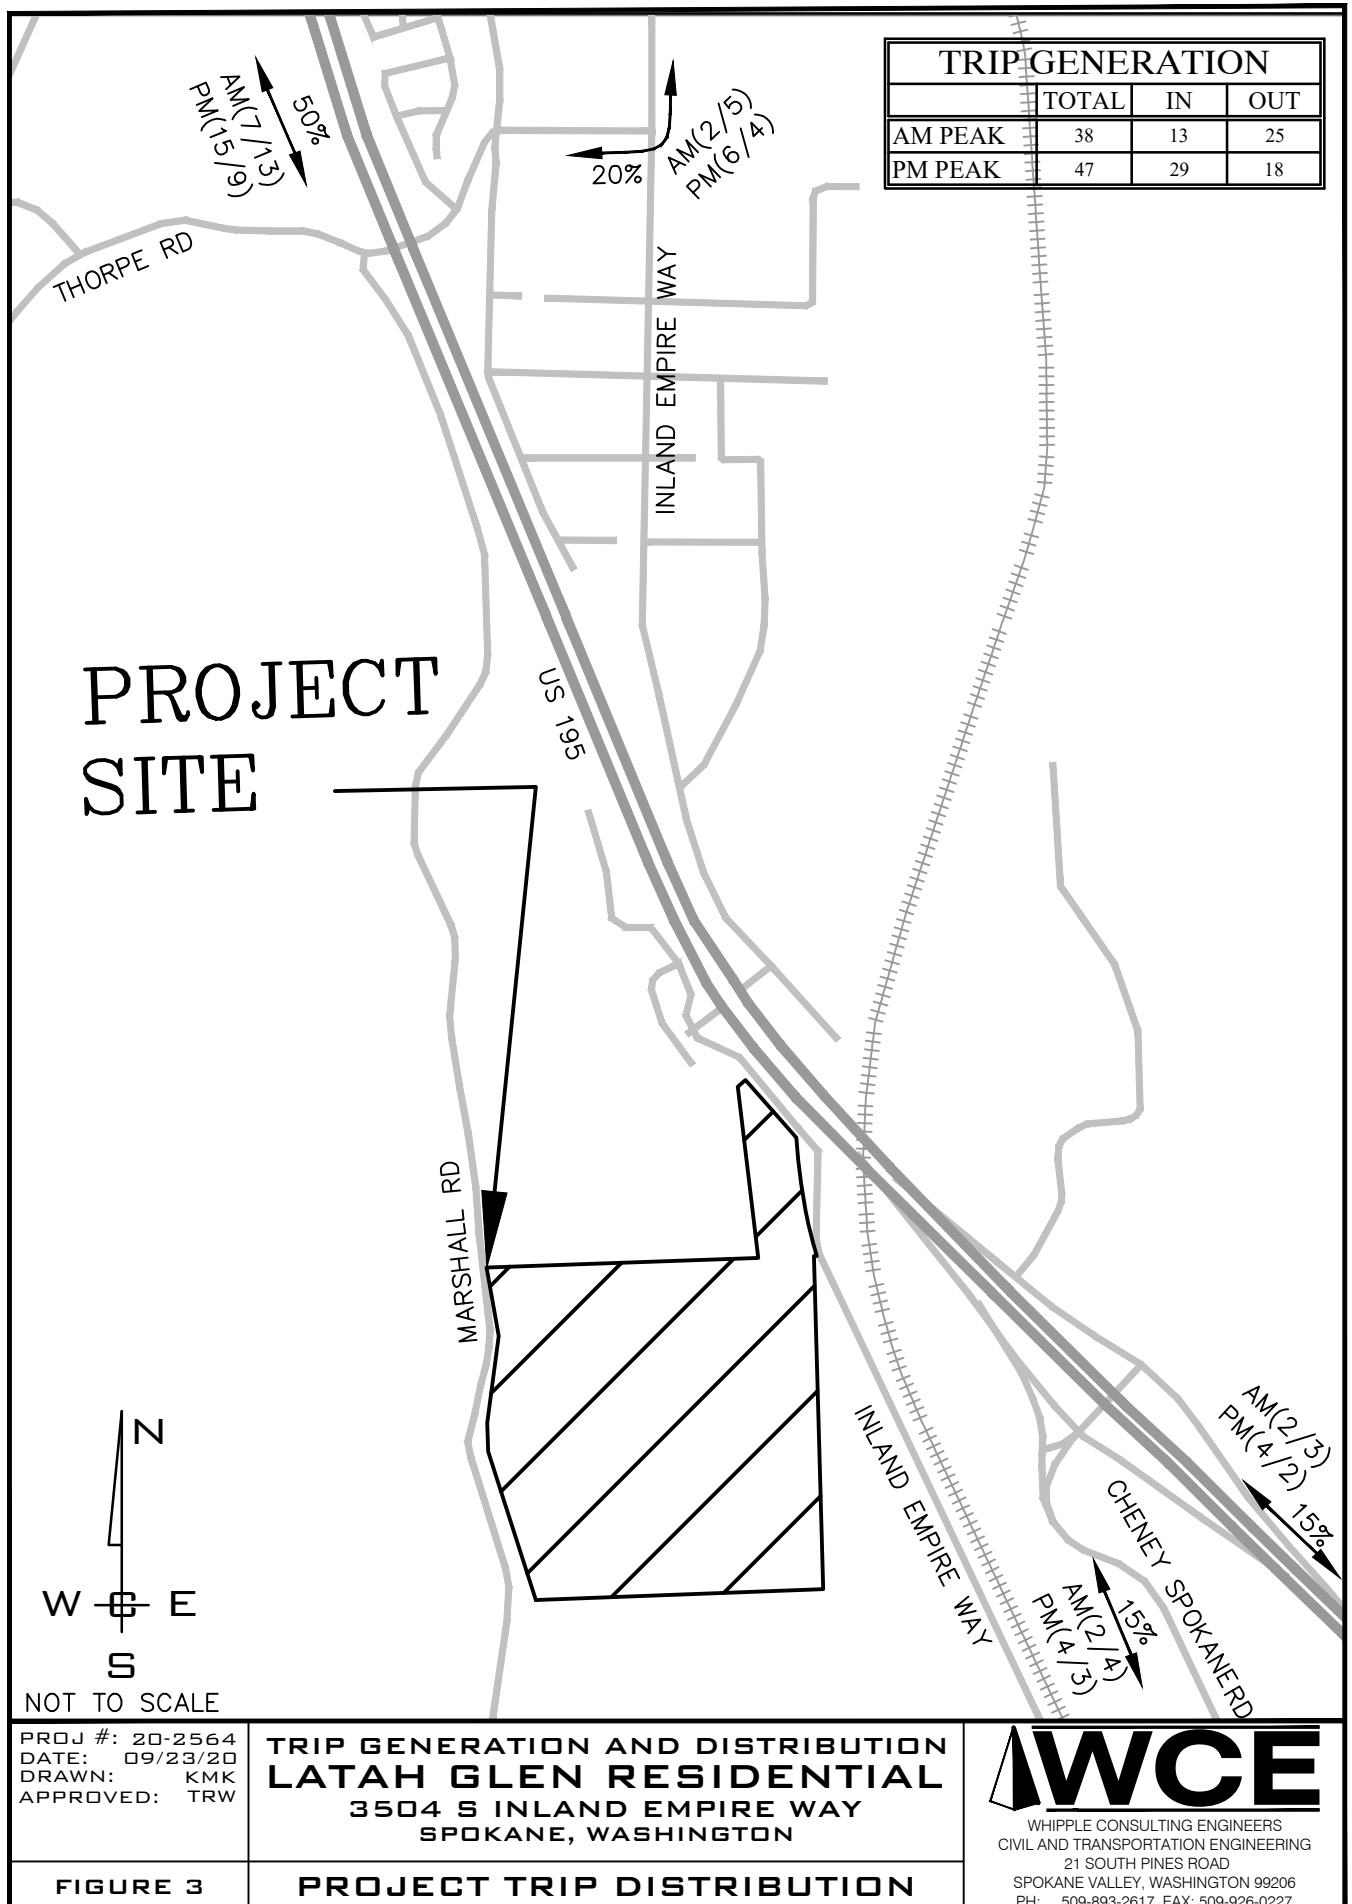 TRIP GENERATION
TOTAL IN OUT
AM PEAK 38 13 25
PM PEAK 47 29 18
50%
AM(7/13)
PM(15/9)
20%
AM(2/5)
PM(6/4)
THORPE RD
INLAND EMPIRE WAY
PROJECT
SITE
US 195
MARSHALL RD
INLAND EMPIRE WAY
CHENEY SPOKANE RD
AM(2/3)
PM(4/2)
15%
15%
AM(2/4)
PM(4/3)
N
W E
S
NOT TO SCALE
PROJ #: 20-2564
DATE: 09/23/20
DRAWN: KMK
APPROVED: TRW
FIGURE 3
TRIP GENERATION AND DISTRIBUTION
LATAH GLEN RESIDENTIAL
3504 S INLAND EMPIRE WAY
SPOKANE, WASHINGTON
PROJECT TRIP DISTRIBUTION
WCE
WHIPPLE CONSULTING ENGINEERS
CIVIL AND TRANSPORTATION ENGINEERING
21 SOUTH PINES ROAD
SPOKANE VALLEY, WASHINGTON 99206
PH: 509-893-2617 FAX: 509-926-0227